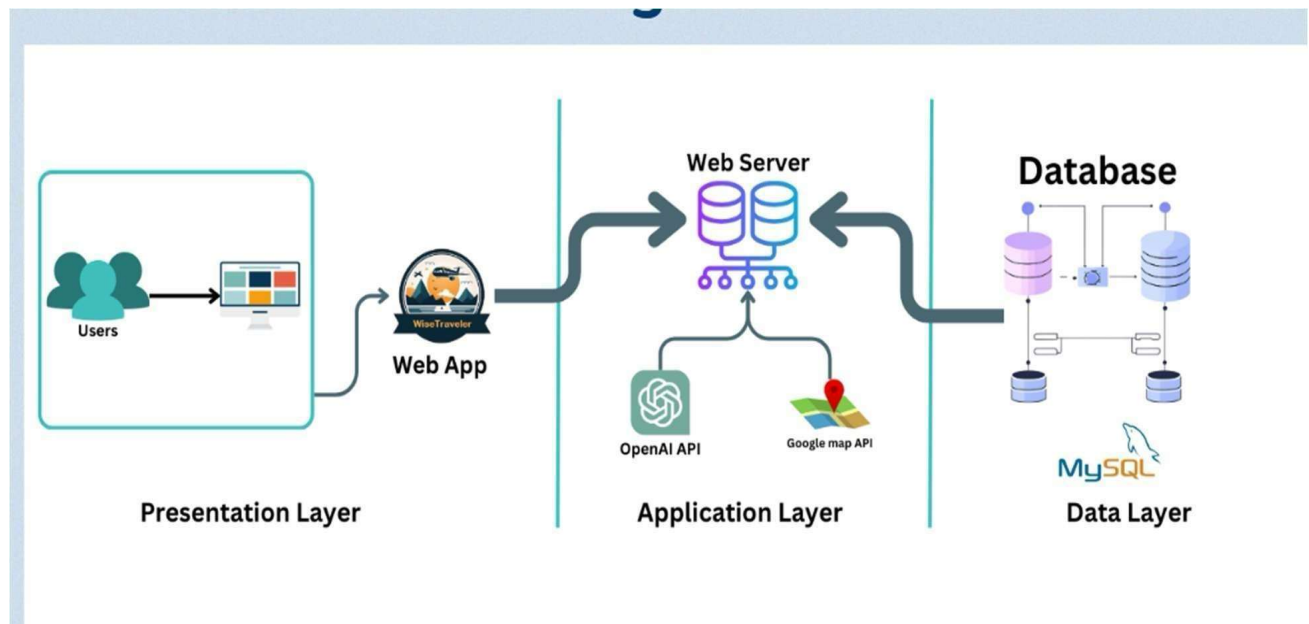 Web Server
Database
Users
WiseTraveler
Web App
OpenAI API
Google map API
MySQL
Presentation Layer
Application Layer
Data Layer